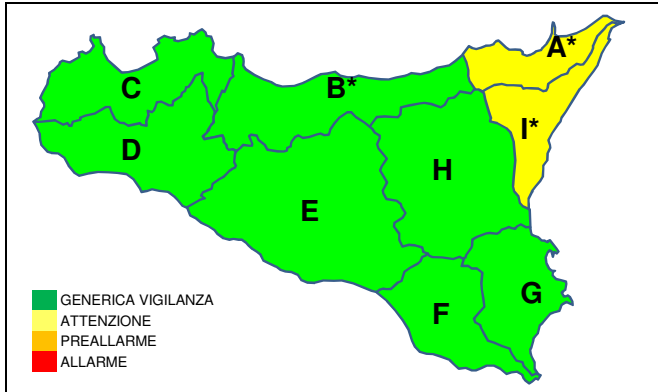 A*
C
B*
I*
D
H
E
G
F
GENERICA VIGILANZA
ATTENZIONE
PREALLARME
ALLARME